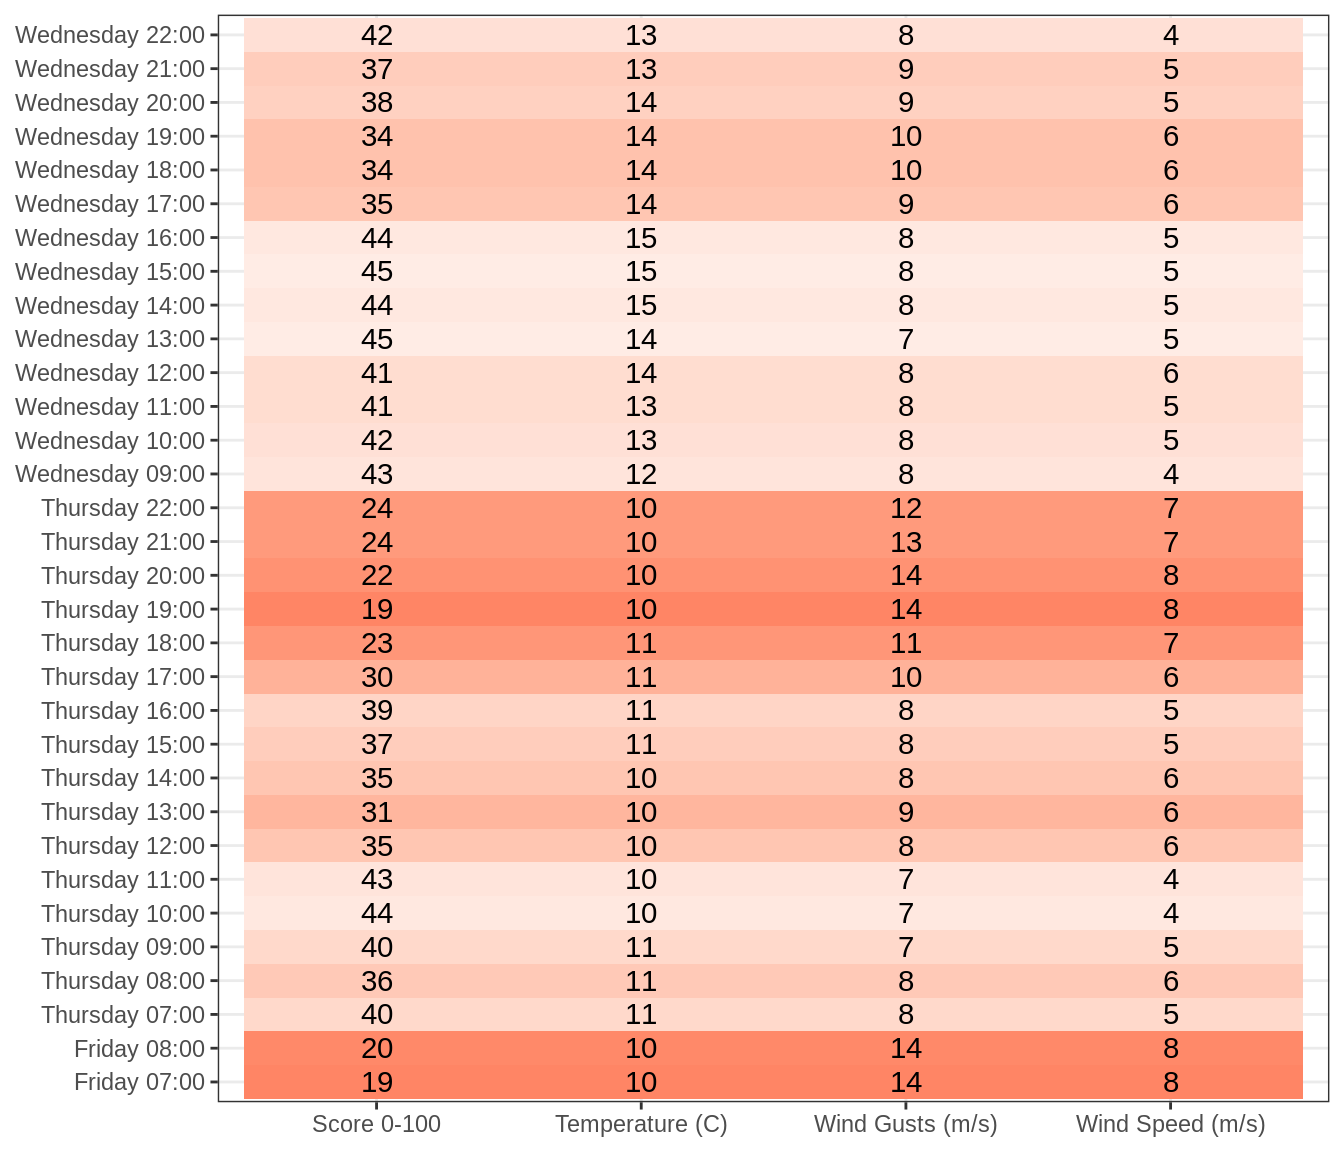 Wednesday 22:00 42 13 8 4
Wednesday 21:00 37 13 9 5
Wednesday 20:00 38 14 9 5
Wednesday 19:00 34 14 10 6
Wednesday 18:00 34 14 10 6
Wednesday 17:00 35 14 9 6
Wednesday 16:00 44 15 8 5
Wednesday 15:00 45 15 8 5
Wednesday 14:00 44 15 8 5
Wednesday 13:00 45 14 7 5
Wednesday 12:00 41 14 8 6
Wednesday 11:00 41 13 8 5
Wednesday 10:00 42 13 8 5
Wednesday 09:00 43 12 8 4
Thursday 22:00 24 10 12 7
Thursday 21:00 24 10 13 7
Thursday 20:00 22 10 14 8
Thursday 19:00 19 10 14 8
Thursday 18:00 23 11 11 7
Thursday 17:00 30 11 10 6
Thursday 16:00 39 11 8 5
Thursday 15:00 37 11 8 5
Thursday 14:00 35 10 8 6
Thursday 13:00 31 10 9 6
Thursday 12:00 35 10 8 6
Thursday 11:00 43 10 7 4
Thursday 10:00 44 10 7 4
Thursday 09:00 40 11 7 5
Thursday 08:00 36 11 8 6
Thursday 07:00 40 11 8 5
Friday 08:00 20 10 14 8
Friday 07:00 19 10 14 8
Score 0-100 Temperature (C) Wind Gusts (m/s) Wind Speed (m/s)